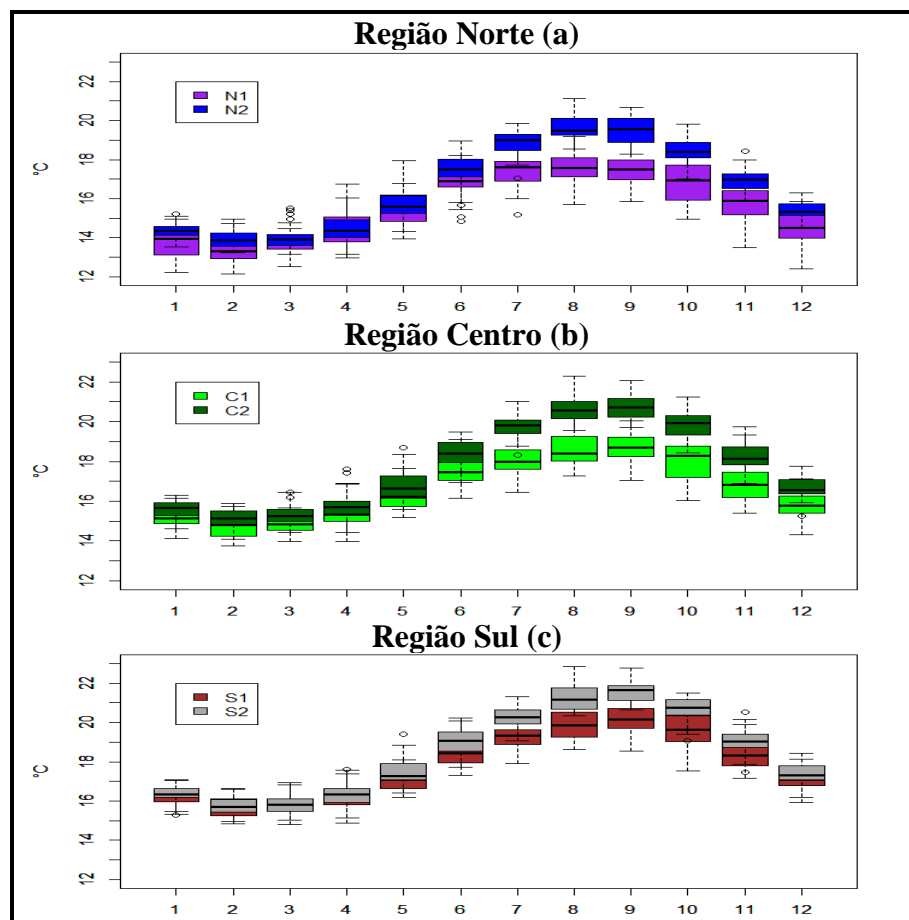 Região Norte (a)
°C
22
20
18
16
14
12
N1
N2
1 2 3 4 5 6 7 8 9 10 11 12
Região Centro (b)
°C
22
20
18
16
14
12
C1
C2
1 2 3 4 5 6 7 8 9 10 11 12
Região Sul (c)
°C
22
20
18
16
14
12
S1
S2
1 2 3 4 5 6 7 8 9 10 11 12